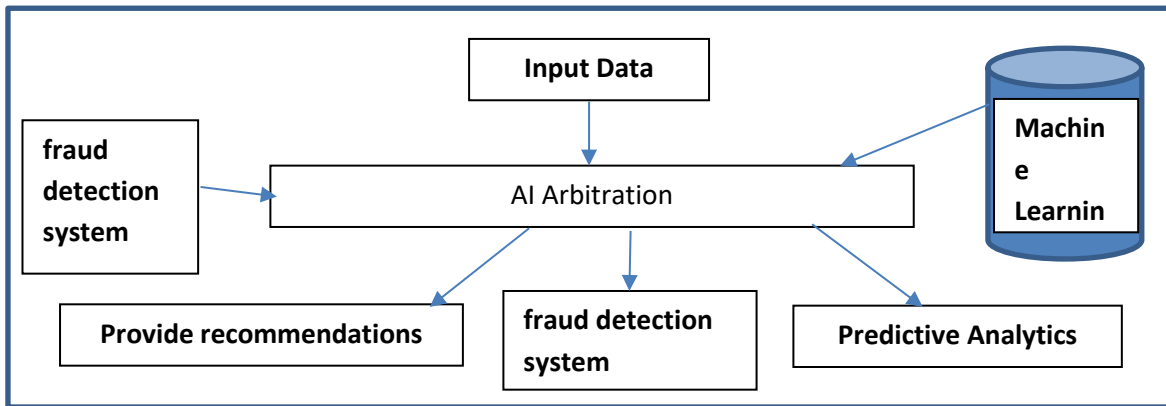 Input Data
Machin
e
Learnin
fraud
detection
system
AI Arbitration
Provide recommendations
fraud detection
system
Predictive Analytics